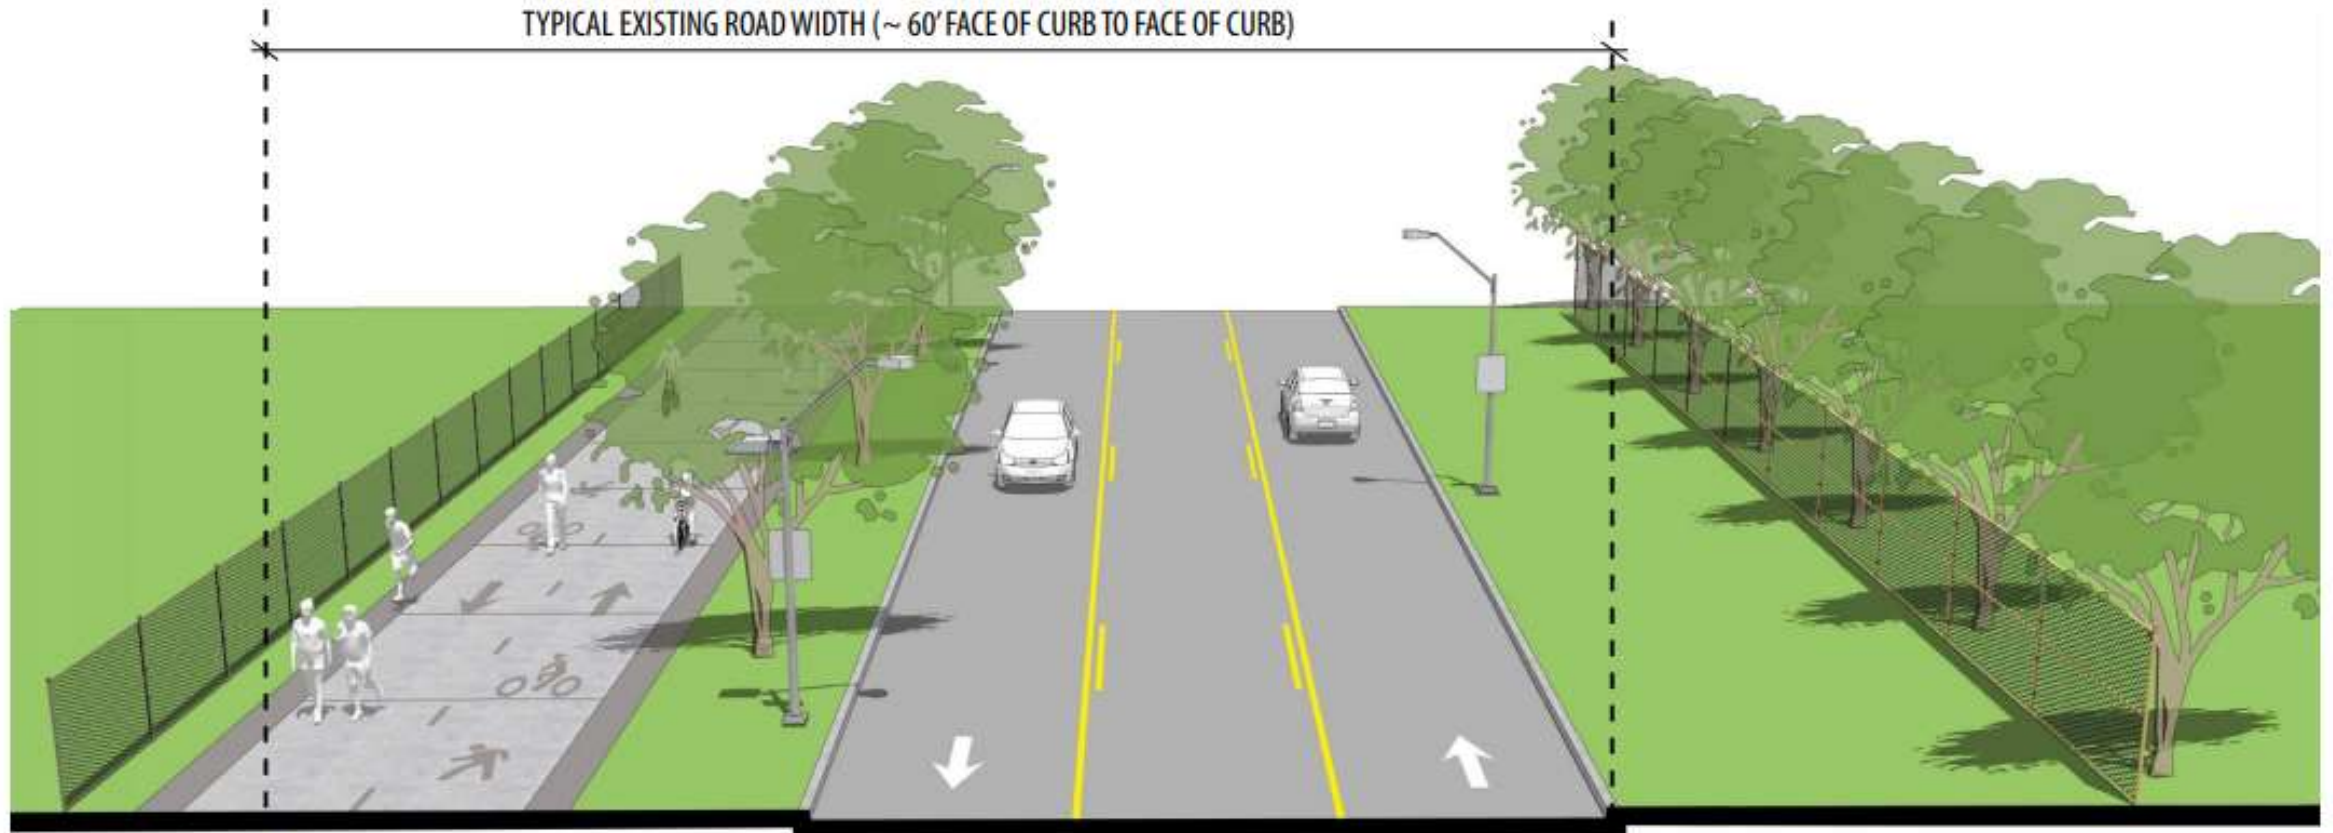 TYPICAL EXISTING ROAD WIDTH (~ 60' FACE OF CURB TO FACE OF CURB)